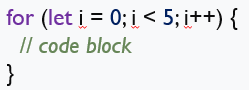 for (let i = 0; i < 5; i++) {
// code block
}